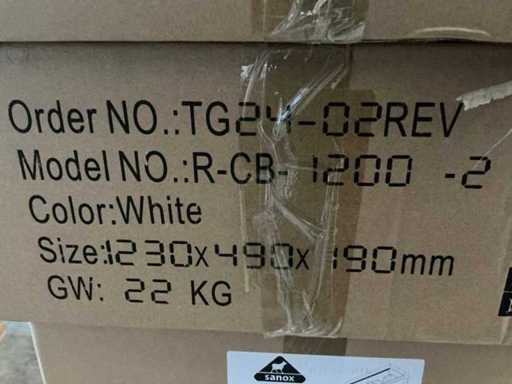 Order NO.:TG24-02REV
Model NO.:R-CB-1200 -2
Color:White
Size:1230x490x190mm
GW: 22 KG
sanox